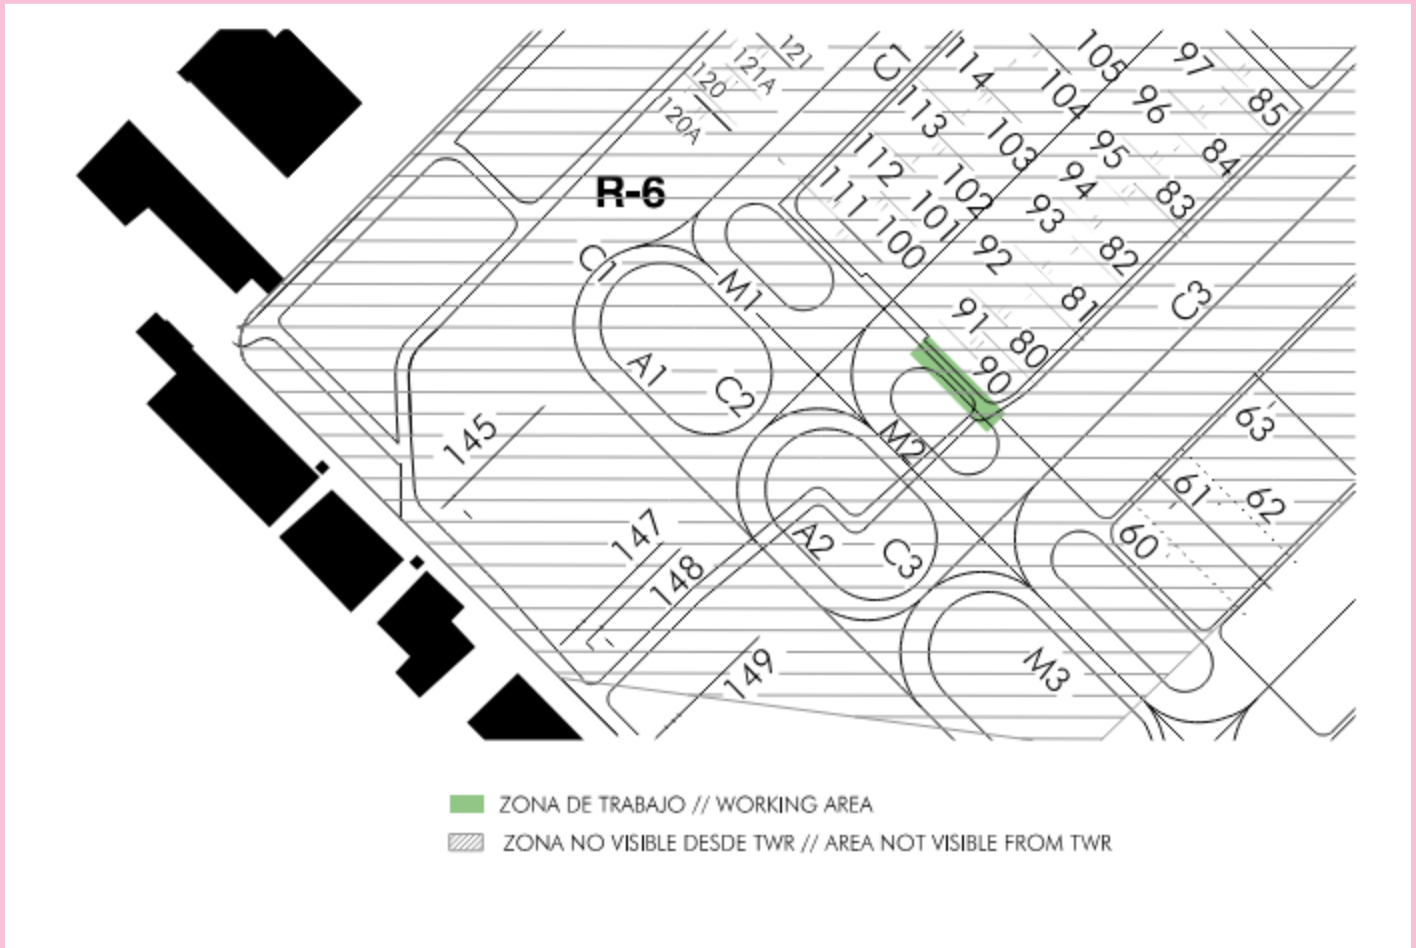 121
121A
120
120A
R-6
C1
114
113
112
111
105
104
103
102
101
100
97
96
95
94
93
92
91
90
85
84
83
82
81
80
C3
C1
M1
A1
C2
M2
A2
C3
M3
145
147
148
149
63
61
62
60
ZONA DE TRABAJO // WORKING AREA
ZONA NO VISIBLE DESDE TWR // AREA NOT VISIBLE FROM TWR